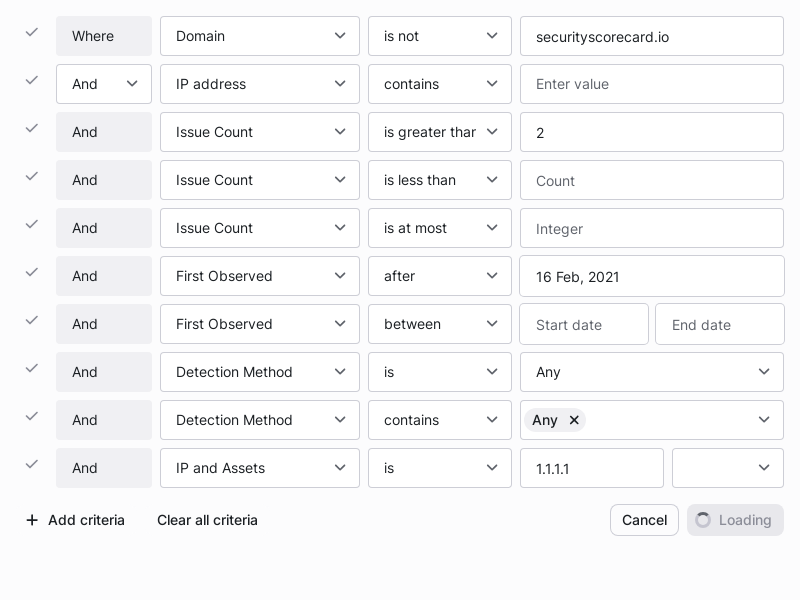 Where Domain is not securityscorecard.io
And IP address contains Enter value
And Issue Count is greater than 2
And Issue Count is less than Count
And Issue Count is at most Integer
And First Observed after 16 Feb, 2021
And First Observed between Start date End date
And Detection Method is Any
And Detection Method contains Any
And IP and Assets is 1.1.1.1
Add criteria Clear all criteria Cancel Loading